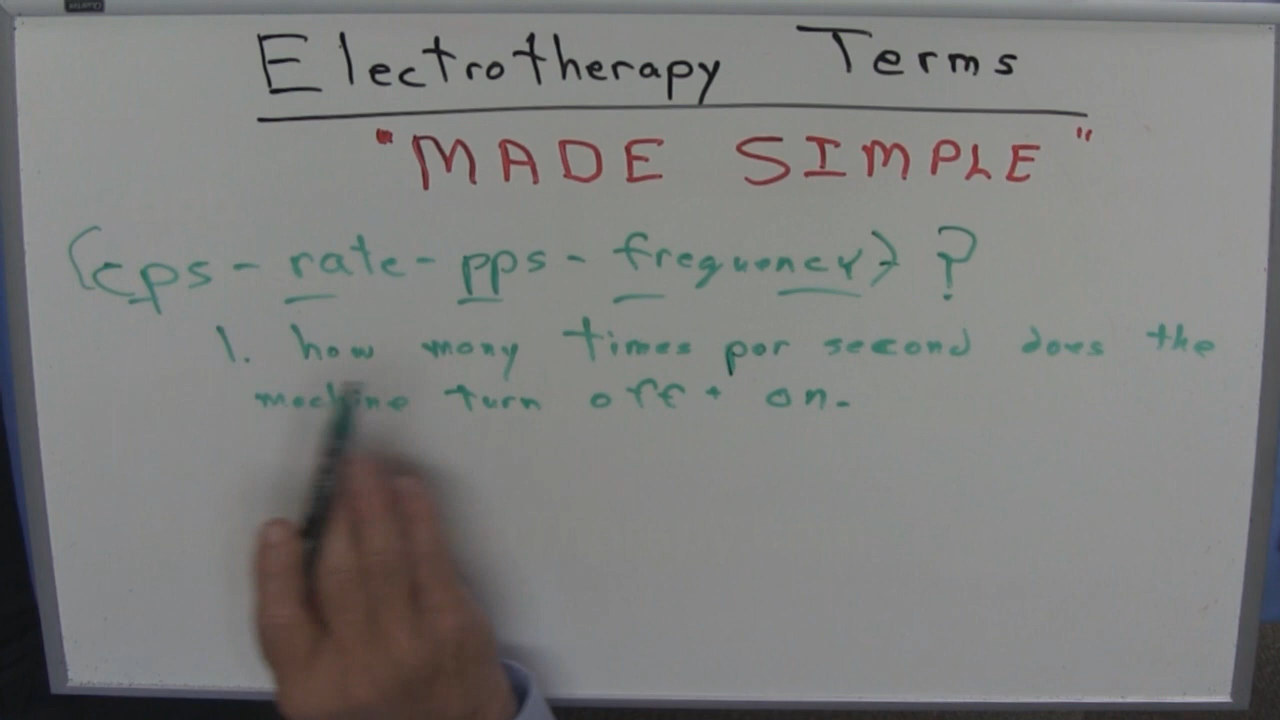 Electrotherapy Terms
"MADE SIMPLE"
(cps - rate - pps - frequency) ?
1. how many times per second does the
machine turn off + on.